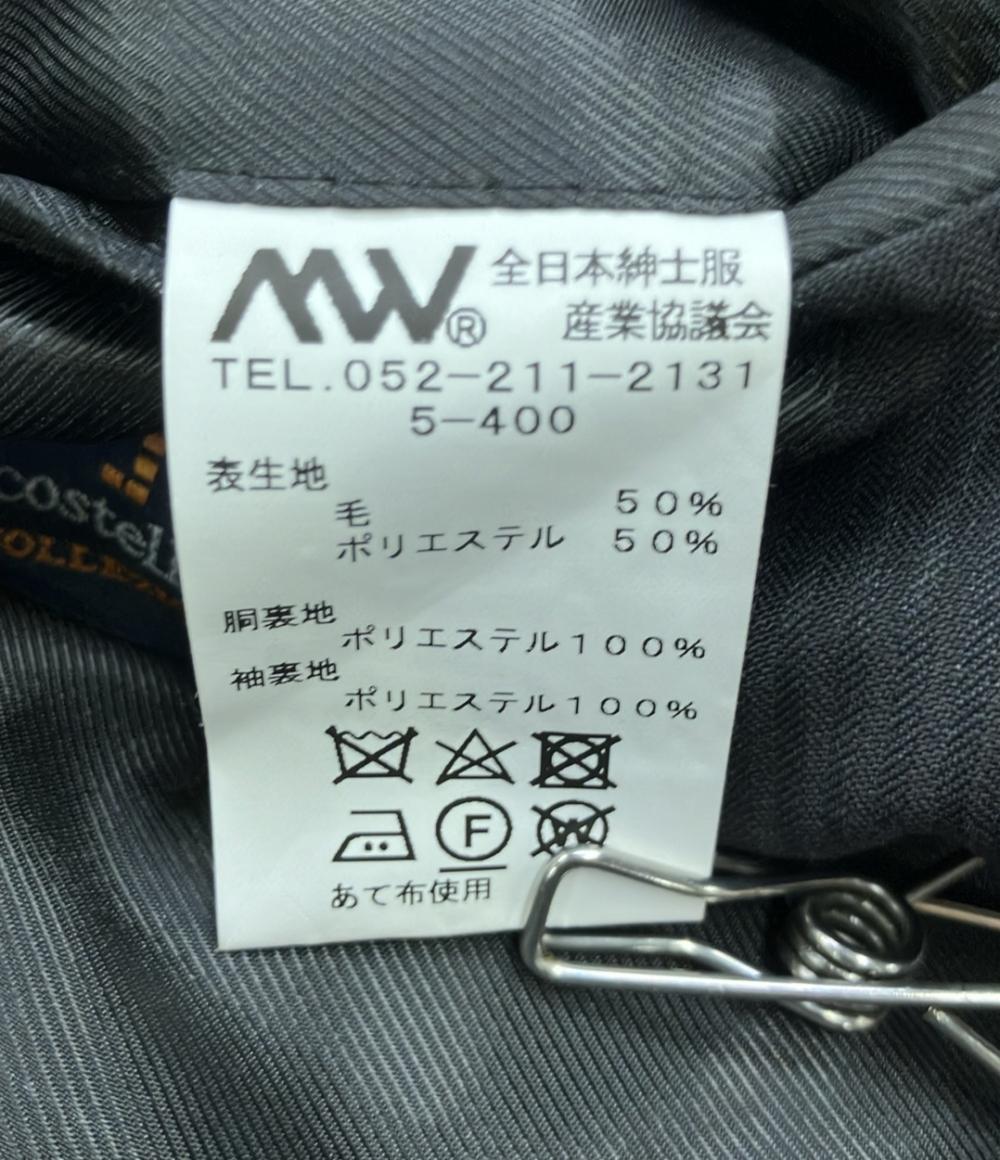 MW® 全日本紳士服
産業協議会
TEL.052-211-2131
5-400
表生地
毛 50%
ポリエステル 50%
胴裏地
ポリエステル100%
袖裏地
ポリエステル100%
F W
あて布使用